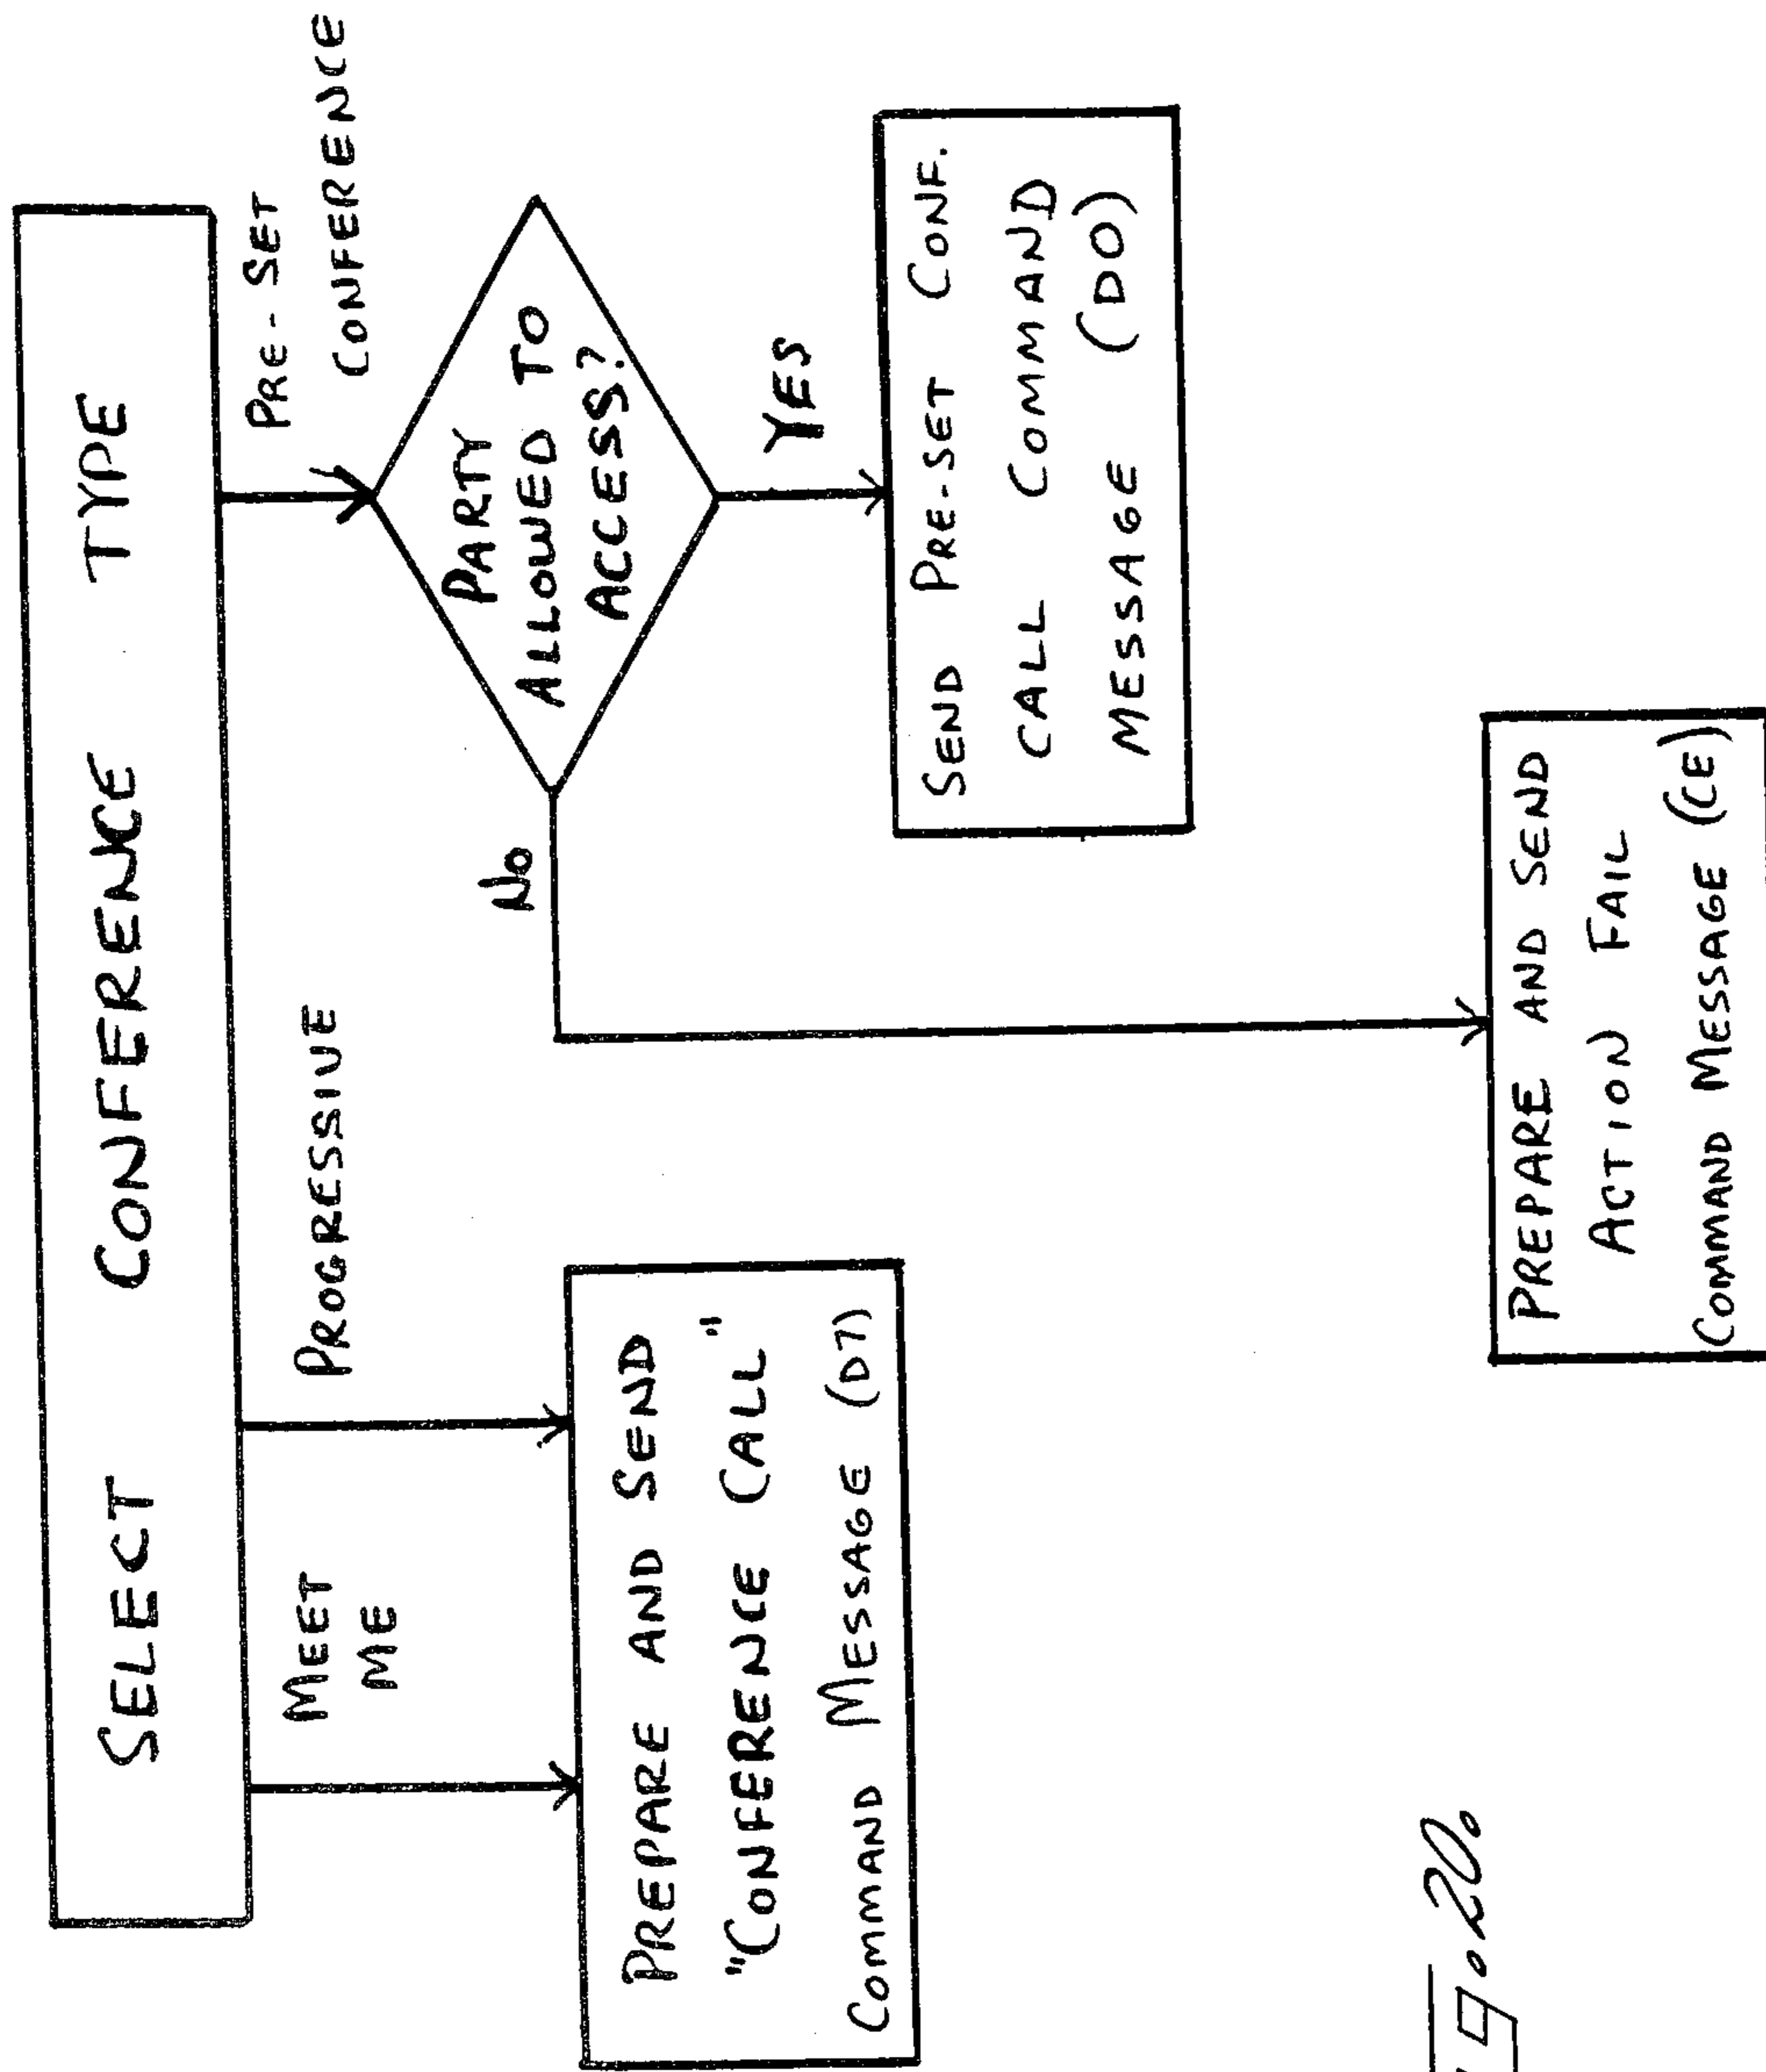 SELECT CONFERENCE TYPE
MEET
ME
PROGRESSIVE
PRE-SET
CONFERENCE
PREPARE AND SEND
"CONFERENCE CALL"
COMMAND MESSAGE (D7)
PARTY
ALLOWED TO
ACCESS?
NO
YES
SEND PRE-SET CONF.
CALL COMMAND
MESSAGE (DO)
PREPARE AND SEND
ACTION FAIL
COMMAND MESSAGE (CE)
20.